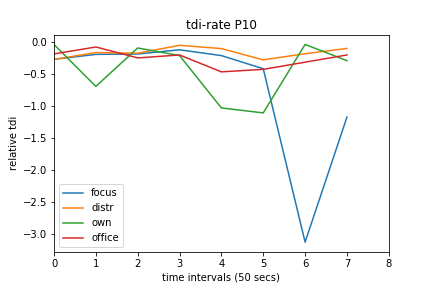 tdi-rate P10
relative tdi
0.0
−0.5
−1.0
−1.5
−2.0
−2.5
−3.0
focus
distr
own
office
0 1 2 3 4 5 6 7 8
time intervals (50 secs)